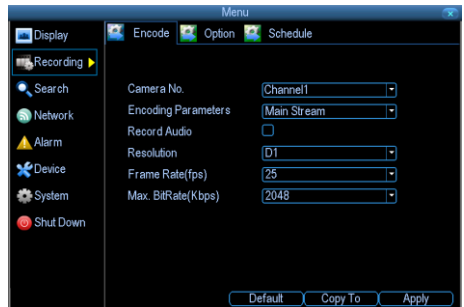 Menu
Display
Recording
Search
Network
Alarm
Device
System
Shut Down
Encode Option Schedule
Camera No. Channel1
Encoding Parameters Main Stream
Record Audio
Resolution D1
Frame Rate(fps) 25
Max. BitRate(Kbps) 2048
Default Copy To Apply